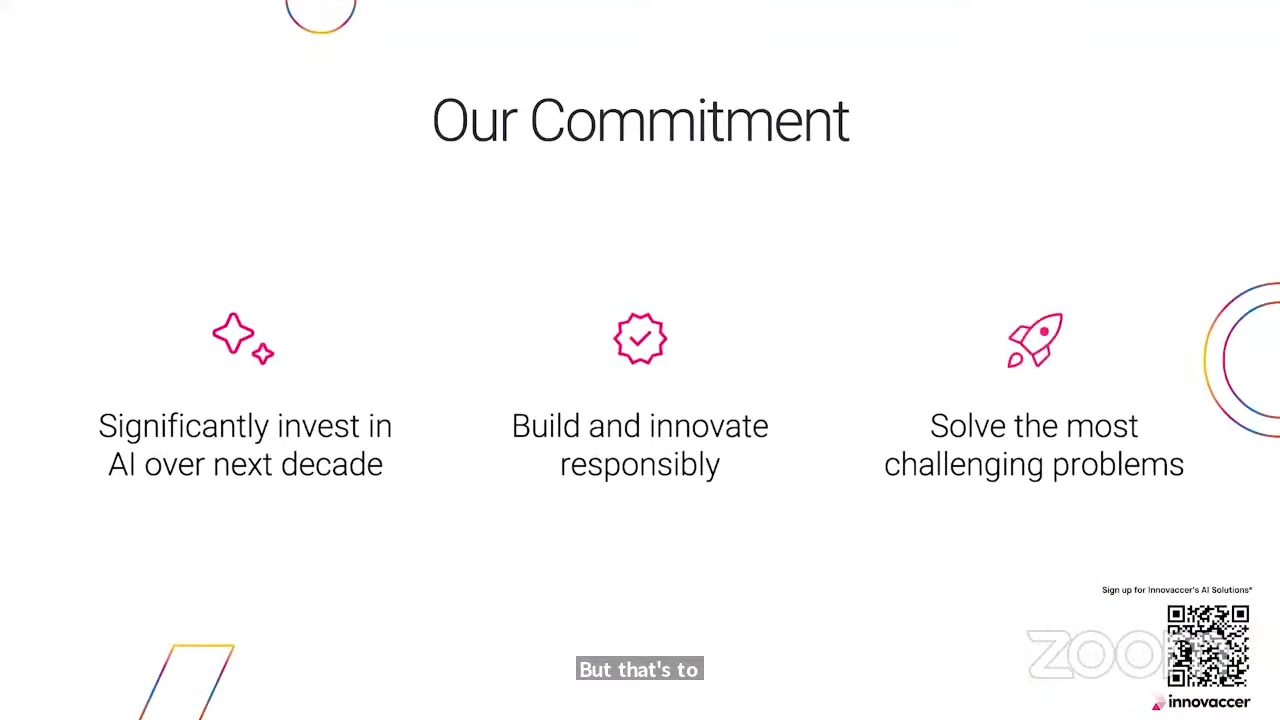 Our Commitment
Significantly invest in
AI over next decade
Build and innovate
responsibly
Solve the most
challenging problems
Sign up for Innovaccer's AI Solutions*
zoom
But that's to
innovaccer